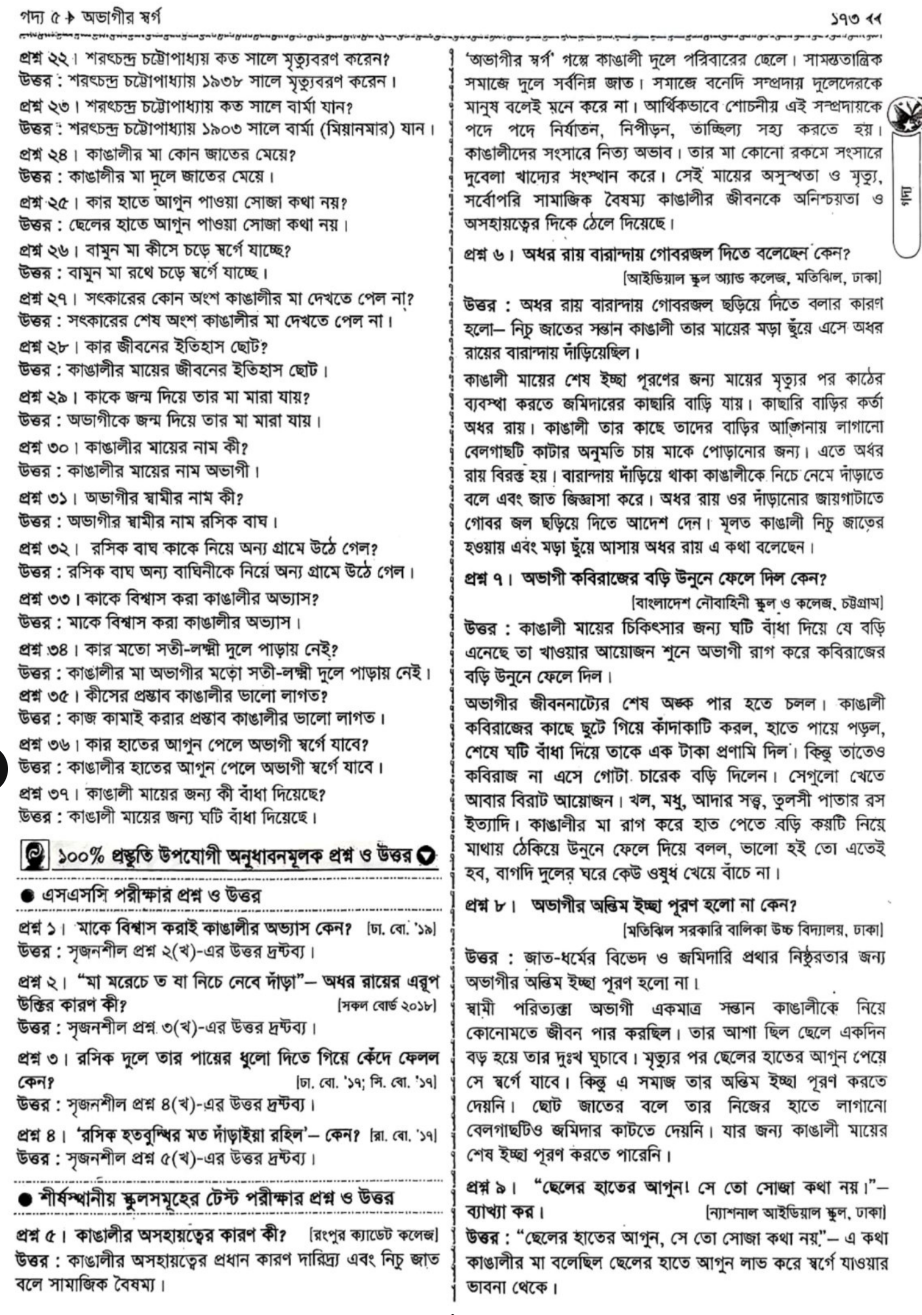 গদ্য ৫ ▸ অভাগীর স্বর্গ
১৭৩
প্রশ্ন ২২। শরৎচন্দ্র চট্টোপাধ্যায় কত সালে মৃত্যুবরণ করেন?
উত্তর : শরৎচন্দ্র চট্টোপাধ্যায় ১৯৩৮ সালে মৃত্যুবরণ করেন।
প্রশ্ন ২৩। শরৎচন্দ্র চট্টোপাধ্যায় কত সালে বার্মা যান?
উত্তর : শরৎচন্দ্র চট্টোপাধ্যায় ১৯০৩ সালে বার্মা (মিয়ানমার) যান।
প্রশ্ন ২৪। কাঙালীর মা কোন জাতের মেয়ে?
উত্তর : কাঙালীর মা দুলে জাতের মেয়ে।
প্রশ্ন ২৫। কার হাতে আগুন পাওয়া সোজা কথা নয়?
উত্তর : ছেলের হাতে আগুন পাওয়া সোজা কথা নয়।
প্রশ্ন ২৬। বামুন মা কীসে চড়ে স্বর্গে যাচ্ছে?
উত্তর : বামুন মা রথে চড়ে স্বর্গে যাচ্ছে।
প্রশ্ন ২৭। সৎকারের কোন অংশ কাঙালীর মা দেখতে পেল না?
উত্তর : সৎকারের শেষ অংশ কাঙালীর মা দেখতে পেল না।
প্রশ্ন ২৮। কার জীবনের ইতিহাস ছোট?
উত্তর : কাঙালীর মায়ের জীবনের ইতিহাস ছোট।
প্রশ্ন ২৯। কাকে জন্ম দিয়ে তার মা মারা যায়?
উত্তর : অভাগীকে জন্ম দিয়ে তার মা মারা যায়।
প্রশ্ন ৩০। কাঙালীর মায়ের নাম কী?
উত্তর : কাঙালীর মায়ের নাম অভাগী।
প্রশ্ন ৩১। অভাগীর স্বামীর নাম কী?
উত্তর : অভাগীর স্বামীর নাম রসিক বাঘ।
প্রশ্ন ৩২। রসিক বাঘ কাকে নিয়ে অন্য গ্রামে উঠে গেল?
উত্তর : রসিক বাঘ অন্য বাঘিনীকে নিয়ে অন্য গ্রামে উঠে গেল।
প্রশ্ন ৩৩। কাকে বিশ্বাস করা কাঙালীর অভ্যাস?
উত্তর : মাকে বিশ্বাস করা কাঙালীর অভ্যাস।
প্রশ্ন ৩৪। কার মতো সতী-লক্ষ্মী দুলে পাড়ায় নেই?
উত্তর : কাঙালীর মা অভাগীর মতো সতী-লক্ষ্মী দুলে পাড়ায় নেই।
প্রশ্ন ৩৫। কীসের প্রস্তাব কাঙালীর ভালো লাগত?
উত্তর : কাজ কামাই করার প্রস্তাব কাঙালীর ভালো লাগত।
প্রশ্ন ৩৬। কার হাতের আগুন পেলে অভাগী স্বর্গে যাবে?
উত্তর : কাঙালীর হাতের আগুন পেলে অভাগী স্বর্গে যাবে।
প্রশ্ন ৩৭। কাঙালী মায়ের জন্য কী বাঁধা দিয়েছে?
উত্তর : কাঙালী মায়ের জন্য ঘটি বাঁধা দিয়েছে।
১০০% প্রস্তুতি উপযোগী অনুধাবনমূলক প্রশ্ন ও উত্তর
● এসএসসি পরীক্ষার প্রশ্ন ও উত্তর
প্রশ্ন ১। মাকে বিশ্বাস করাই কাঙালীর অভ্যাস কেন? [ঢা. বো. '১৯]
উত্তর : সৃজনশীল প্রশ্ন ২(খ)-এর উত্তর দ্রষ্টব্য।
প্রশ্ন ২। “মা মরেচে ত যা নিচে নেবে দাঁড়া”– অধর রায়ের এরূপ
উক্তির কারণ কী? [সকল বোর্ড ২০১৮]
উত্তর : সৃজনশীল প্রশ্ন ৩(খ)-এর উত্তর দ্রষ্টব্য।
প্রশ্ন ৩। রসিক দুলে তার পায়ের ধুলো দিতে গিয়ে কেঁদে ফেলল
কেন? [ঢা. বো. '১৭; সি. বো. '১৭]
উত্তর : সৃজনশীল প্রশ্ন ৪(খ)-এর উত্তর দ্রষ্টব্য।
প্রশ্ন ৪। ‘রসিক হতবুদ্ধির মত দাঁড়াইয়া রহিল’– কেন? [রা. বো. '১৭]
উত্তর : সৃজনশীল প্রশ্ন ৫(খ)-এর উত্তর দ্রষ্টব্য।
● শীর্ষস্থানীয় স্কুলসমূহের টেস্ট পরীক্ষার প্রশ্ন ও উত্তর
প্রশ্ন ৫। কাঙালীর অসহায়ত্বের কারণ কী? [রংপুর ক্যাডেট কলেজ]
উত্তর : কাঙালীর অসহায়ত্বের প্রধান কারণ দারিদ্র্য এবং নিচু জাত
বলে সামাজিক বৈষম্য।
‘অভাগীর স্বর্গ’ গল্পে কাঙালী দুলে পরিবারের ছেলে। সামন্ততান্ত্রিক
সমাজে দুলে সর্বনিম্ন জাত। সমাজে বনেদি সম্প্রদায় দুলেদেরকে
মানুষ বলেই মনে করে না। আর্থিকভাবে শোচনীয় এই সম্প্রদায়কে
পদে পদে নির্যাতন, নিপীড়ন, তাচ্ছিল্য সহ্য করতে হয়।
কাঙালীদের সংসারে নিত্য অভাব। তার মা কোনো রকমে সংসারে
দুবেলা খাদ্যের সংস্থান করে। সেই মায়ের অসুস্থতা ও মৃত্যু,
সর্বোপরি সামাজিক বৈষম্য কাঙালীর জীবনকে অনিশ্চয়তা ও
অসহায়ত্বের দিকে ঠেলে দিয়েছে।
প্রশ্ন ৬। অধর রায় বারান্দায় গোবরজল দিতে বলেছেন কেন?
[আইডিয়াল স্কুল অ্যান্ড কলেজ, মতিঝিল, ঢাকা]
উত্তর : অধর রায় বারান্দায় গোবরজল ছড়িয়ে দিতে বলার কারণ
হলো– নিচু জাতের সন্তান কাঙালী তার মায়ের মড়া ছুঁয়ে এসে অধর
রায়ের বারান্দায় দাঁড়িয়েছিল।
কাঙালী মায়ের শেষ ইচ্ছা পূরণের জন্য মায়ের মৃত্যুর পর কাঠের
ব্যবস্থা করতে জমিদারের কাছারি বাড়ি যায়। কাছারি বাড়ির কর্তা
অধর রায়। কাঙালী তার কাছে তাদের বাড়ির আঙ্গিনায় লাগানো
বেলগাছটি কাটার অনুমতি চায় মাকে পোড়ানোর জন্য। এতে অধর
রায় বিরক্ত হয়। বারান্দায় দাঁড়িয়ে থাকা কাঙালীকে নিচে নেমে দাঁড়াতে
বলে এবং জাত জিজ্ঞাসা করে। অধর রায় ওর দাঁড়ানোর জায়গাটাতে
গোবর জল ছড়িয়ে দিতে আদেশ দেন। মূলত কাঙালী নিচু জাতের
হওয়ায় এবং মড়া ছুঁয়ে আসায় অধর রায় এ কথা বলেছেন।
প্রশ্ন ৭। অভাগী কবিরাজের বড়ি উনুনে ফেলে দিল কেন?
[বাংলাদেশ নৌবাহিনী স্কুল ও কলেজ, চট্টগ্রাম]
উত্তর : কাঙালী মায়ের চিকিৎসার জন্য ঘটি বাঁধা দিয়ে যে বড়ি
এনেছে তা খাওয়ার আয়োজন শুনে অভাগী রাগ করে কবিরাজের
বড়ি উনুনে ফেলে দিল।
অভাগীর জীবননাট্যের শেষ অঙ্ক পার হতে চলল। কাঙালী
কবিরাজের কাছে ছুটে গিয়ে কাঁদাকাটি করল, হাতে পায়ে পড়ল,
শেষে ঘটি বাঁধা দিয়ে তাকে এক টাকা প্রণামি দিল। কিন্তু তাতেও
কবিরাজ না এসে গোটা চারেক বড়ি দিলেন। সেগুলো খেতে
আবার বিরাট আয়োজন। খল, মধু, আদার সত্ত্ব, তুলসী পাতার রস
ইত্যাদি। কাঙালীর মা রাগ করে হাত পেতে বড়ি কয়টি নিয়ে
মাথায় ঠেকিয়ে উনুনে ফেলে দিয়ে বলল, ভালো হই তো এতেই
হব, বাগদি দুলের ঘরে কেউ ওষুধ খেয়ে বাঁচে না।
প্রশ্ন ৮। অভাগীর অন্তিম ইচ্ছা পূরণ হলো না কেন?
[মতিঝিল সরকারি বালিকা উচ্চ বিদ্যালয়, ঢাকা]
উত্তর : জাত-ধর্মের বিভেদ ও জমিদারি প্রথার নিষ্ঠুরতার জন্য
অভাগীর অন্তিম ইচ্ছা পূরণ হলো না।
স্বামী পরিত্যক্তা অভাগী একমাত্র সন্তান কাঙালীকে নিয়ে
কোনোমতে জীবন পার করছিল। তার আশা ছিল ছেলে একদিন
বড় হয়ে তার দুঃখ ঘুচাবে। মৃত্যুর পর ছেলের হাতের আগুন পেয়ে
সে স্বর্গে যাবে। কিন্তু এ সমাজ তার অন্তিম ইচ্ছা পূরণ করতে
দেয়নি। ছোট জাতের বলে তার নিজের হাতে লাগানো
বেলগাছটিও জমিদার কাটতে দেয়নি। যার জন্য কাঙালী মায়ের
শেষ ইচ্ছা পূরণ করতে পারেনি।
প্রশ্ন ৯। “ছেলের হাতের আগুন! সে তো সোজা কথা নয়।”–
ব্যাখ্যা কর। [ন্যাশনাল আইডিয়াল স্কুল, ঢাকা]
উত্তর : “ছেলের হাতের আগুন, সে তো সোজা কথা নয়”– এ কথা
কাঙালীর মা বলেছিল ছেলের হাতে আগুন লাভ করে স্বর্গে যাওয়ার
ভাবনা থেকে।